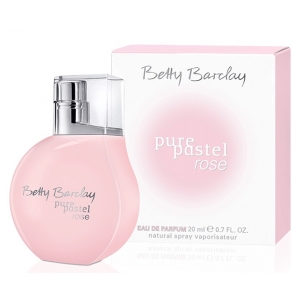 Betty Barclay
pure
pastel
rose
EAU DE PARFUM 20 ml ℮ 0.7 FL. OZ.
natural spray vaporisateur
Betty Barclay
pure
pastel
rose